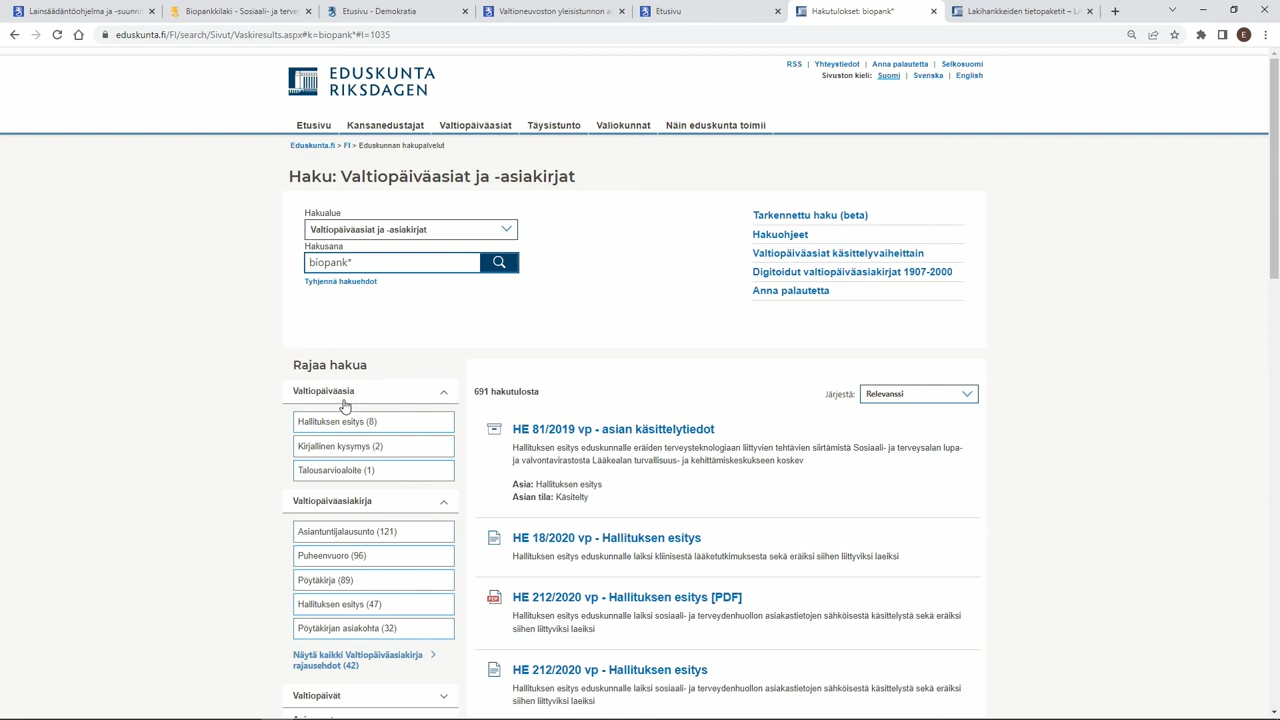 Lainsäädäntöohjelma ja -suunni
Biopankkilaki - Sosiaali- ja terve
Etusivu - Demokratia
Valtioneuvoston yleisistunnon a
Etusivu
Hakutulokset: biopank*
Lakihankkeiden tietopaketit - L
eduskunta.fi/FI/search/Sivut/Vaskiresults.aspx#k=biopank*#l=1035
E
RSS | Yhteystiedot | Anna palautetta | Selkosuomi
Sivuston kieli: Suomi | Svenska | English
EDUSKUNTA
RIKSDAGEN
Etusivu Kansanedustajat Valtiopäiväasiat Täysistunto Valiokunnat Näin eduskunta toimii
Eduskunta.fi > FI > Eduskunnan hakupalvelut
Haku: Valtiopäiväasiat ja -asiakirjat
Hakualue
Valtiopäiväasiat ja -asiakirjat
Hakusana
biopank*
Tyhjennä hakuehdot
Tarkennettu haku (beta)
Hakuohjeet
Valtiopäiväasiat käsittelyvaiheittain
Digitoidut valtiopäiväasiakirjat 1907-2000
Anna palautetta
Rajaa hakua
Valtiopäiväasia
Hallituksen esitys (8)
Kirjallinen kysymys (2)
Talousarvioaloite (1)
Valtiopäiväasiakirja
Asiantuntijalausunto (121)
Puheenvuoro (96)
Pöytäkirja (89)
Hallituksen esitys (47)
Pöytäkirjan asiakohta (32)
Näytä kaikki Valtiopäiväasiakirja
rajausehdot (42)
Valtiopäivät
691 hakutulosta
Järjestä: Relevanssi
HE 81/2019 vp - asian käsittelytiedot
Hallituksen esitys eduskunnalle eräiden terveysteknologiaan liittyvien tehtävien siirtämistä Sosiaali- ja terveysalan lupa-
ja valvontavirastosta Lääkealan turvallisuus- ja kehittämiskeskukseen koskev
Asia: Hallituksen esitys
Asian tila: Käsitelty
HE 18/2020 vp - Hallituksen esitys
Hallituksen esitys eduskunnalle laiksi kliinisestä lääketutkimuksesta sekä eräiksi siihen liittyviksi laeiksi
PDF
HE 212/2020 vp - Hallituksen esitys [PDF]
Hallituksen esitys eduskunnalle laiksi sosiaali- ja terveydenhuollon asiakastietojen sähköisestä käsittelystä sekä eräiksi
siihen liittyviksi laeiksi
HE 212/2020 vp - Hallituksen esitys
Hallituksen esitys eduskunnalle laiksi sosiaali- ja terveydenhuollon asiakastietojen sähköisestä käsittelystä sekä eräiksi
siihen liittyviksi laeiksi